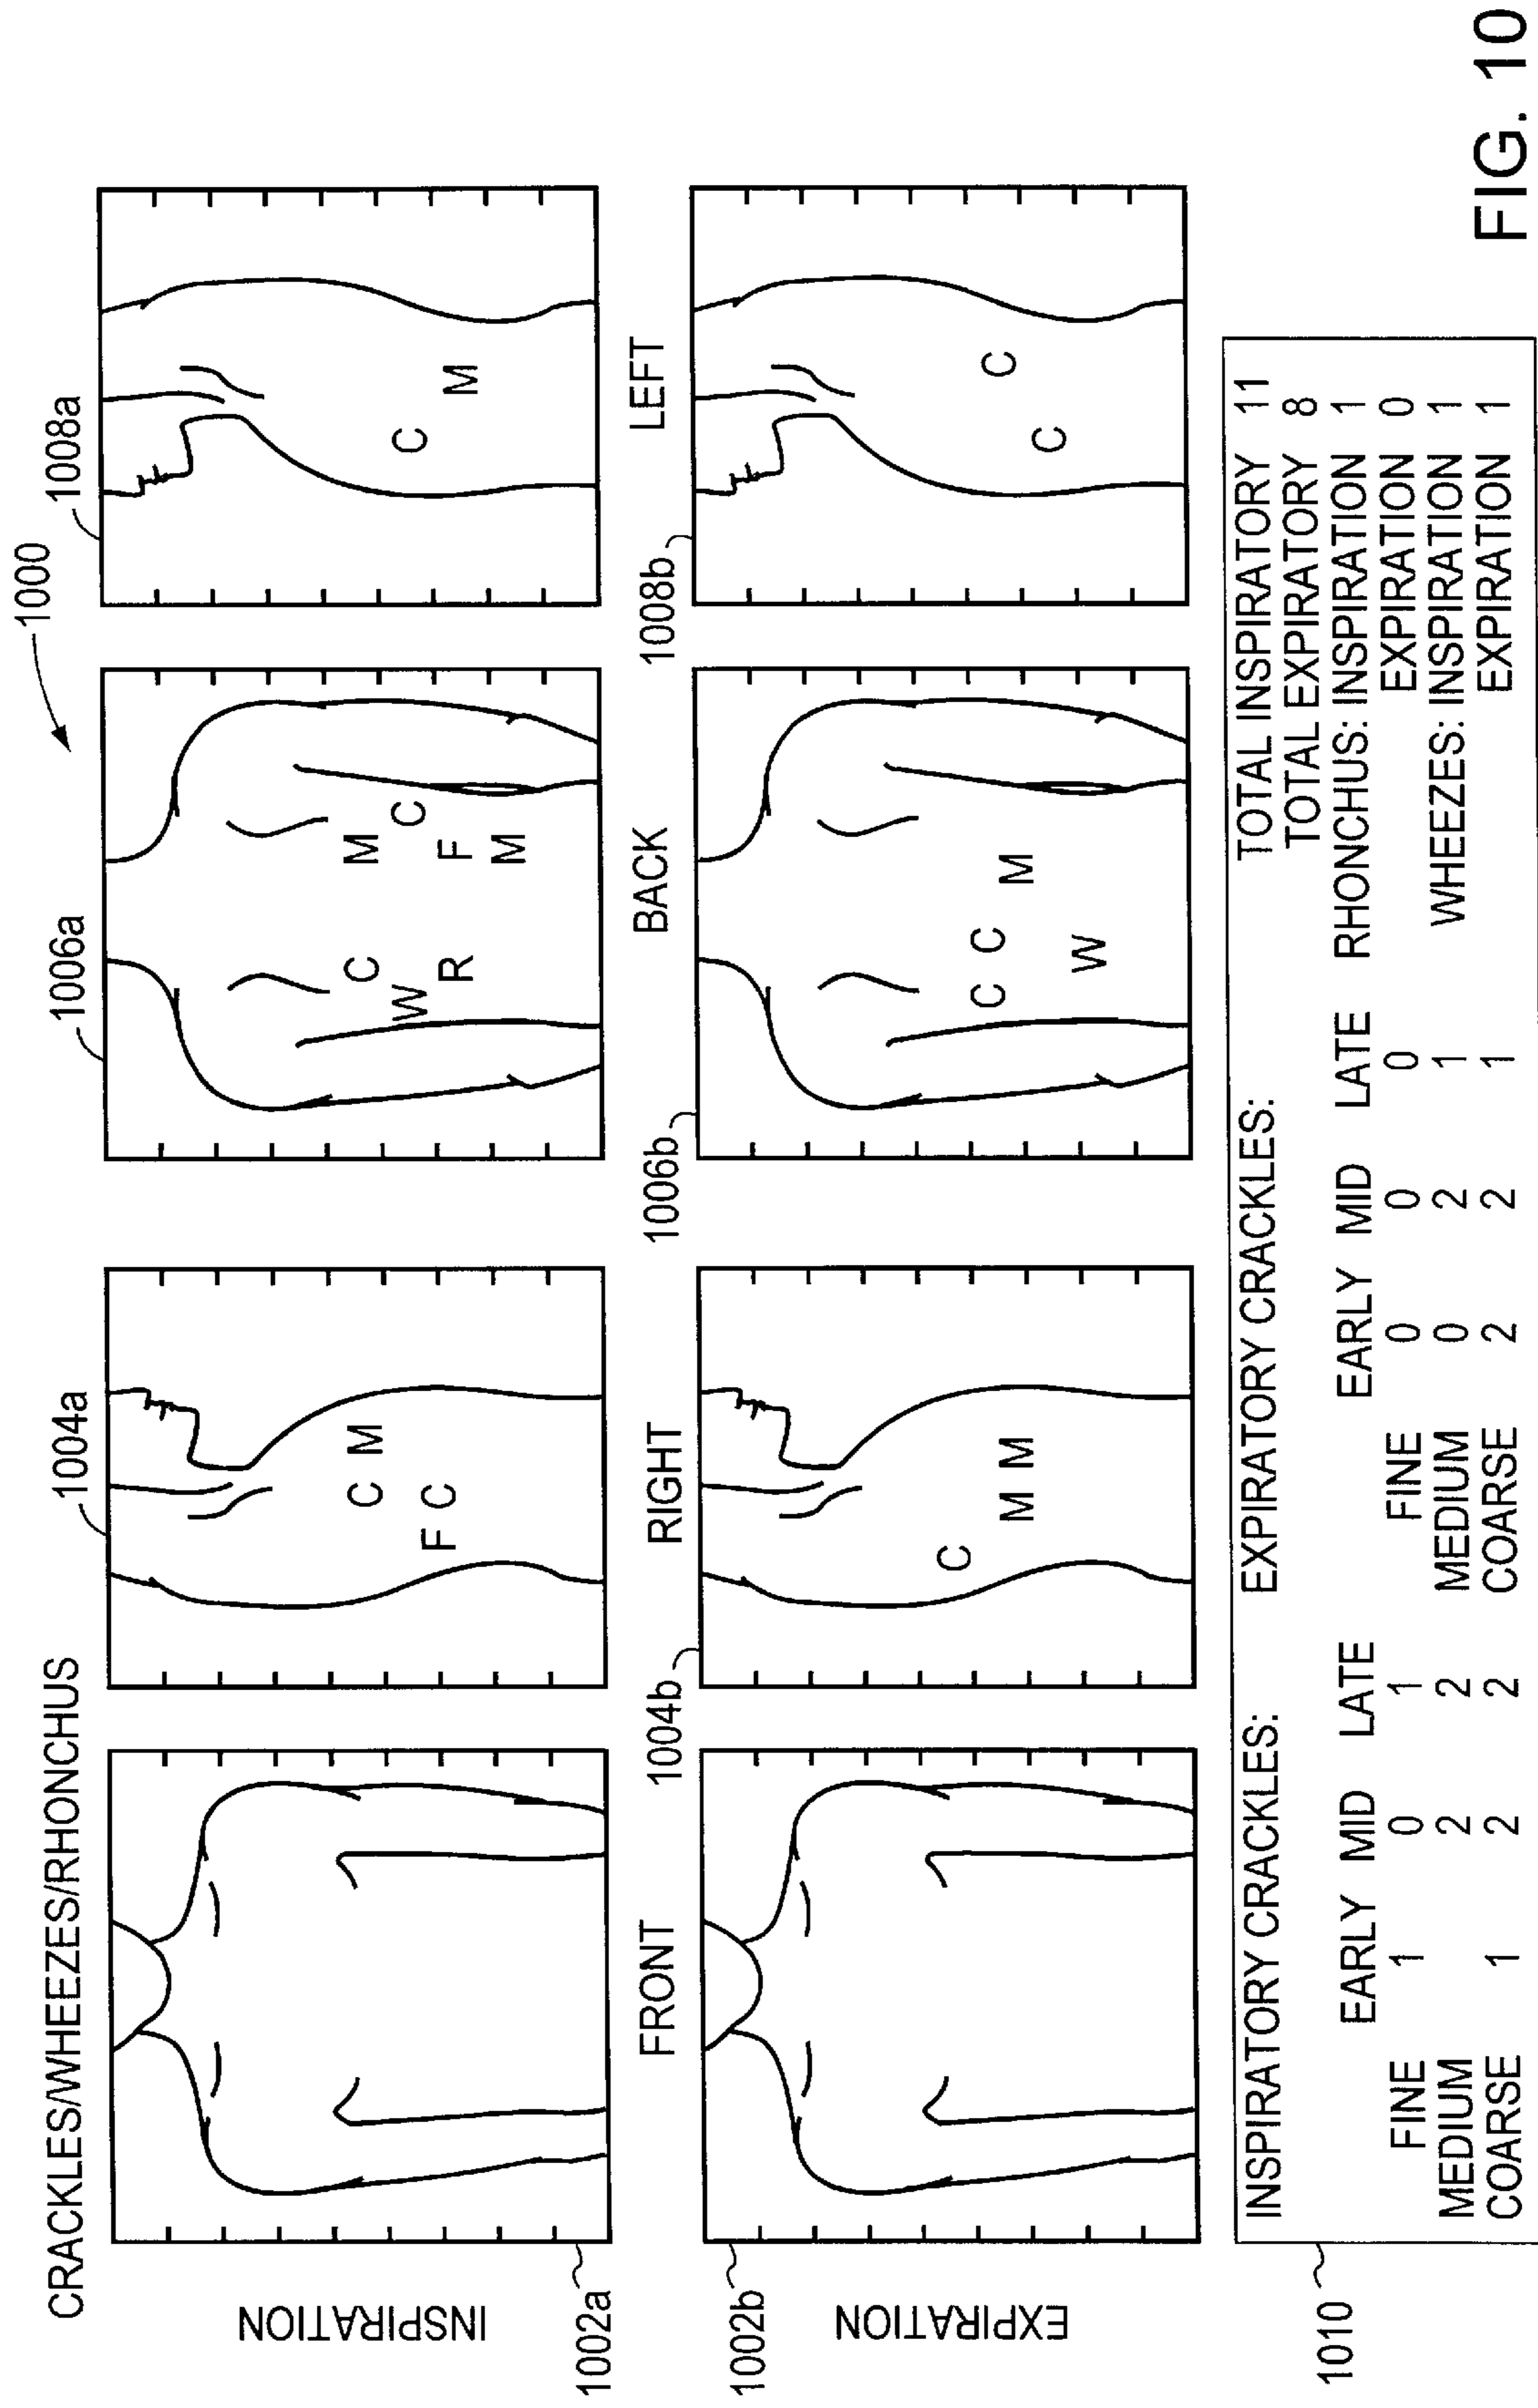 CRACKLES/WHEEZES/RHONCHUS
1000
1004a
1006a
1008a
INSPIRATION
C M
F C
C
W
R
M
C
F
M
C
M
1002a
FRONT
RIGHT
BACK
LEFT
1002b
1004b
1006b
1008b
EXPIRATION
C
M M
C C
M
W
C
C
1010
INSPIRATORY CRACKLES:
EARLY MID LATE
FINE 1 0 1
MEDIUM 2 2
COARSE 1 2 2
EXPIRATORY CRACKLES:
EARLY MID LATE
FINE 0 0 0
MEDIUM 0 2 1
COARSE 2 2 1
TOTAL INSPIRATORY 11
TOTAL EXPIRATORY 8
RHONCHUS: INSPIRATION 1
EXPIRATION 0
WHEEZES: INSPIRATION 1
EXPIRATION 1
FIG. 10